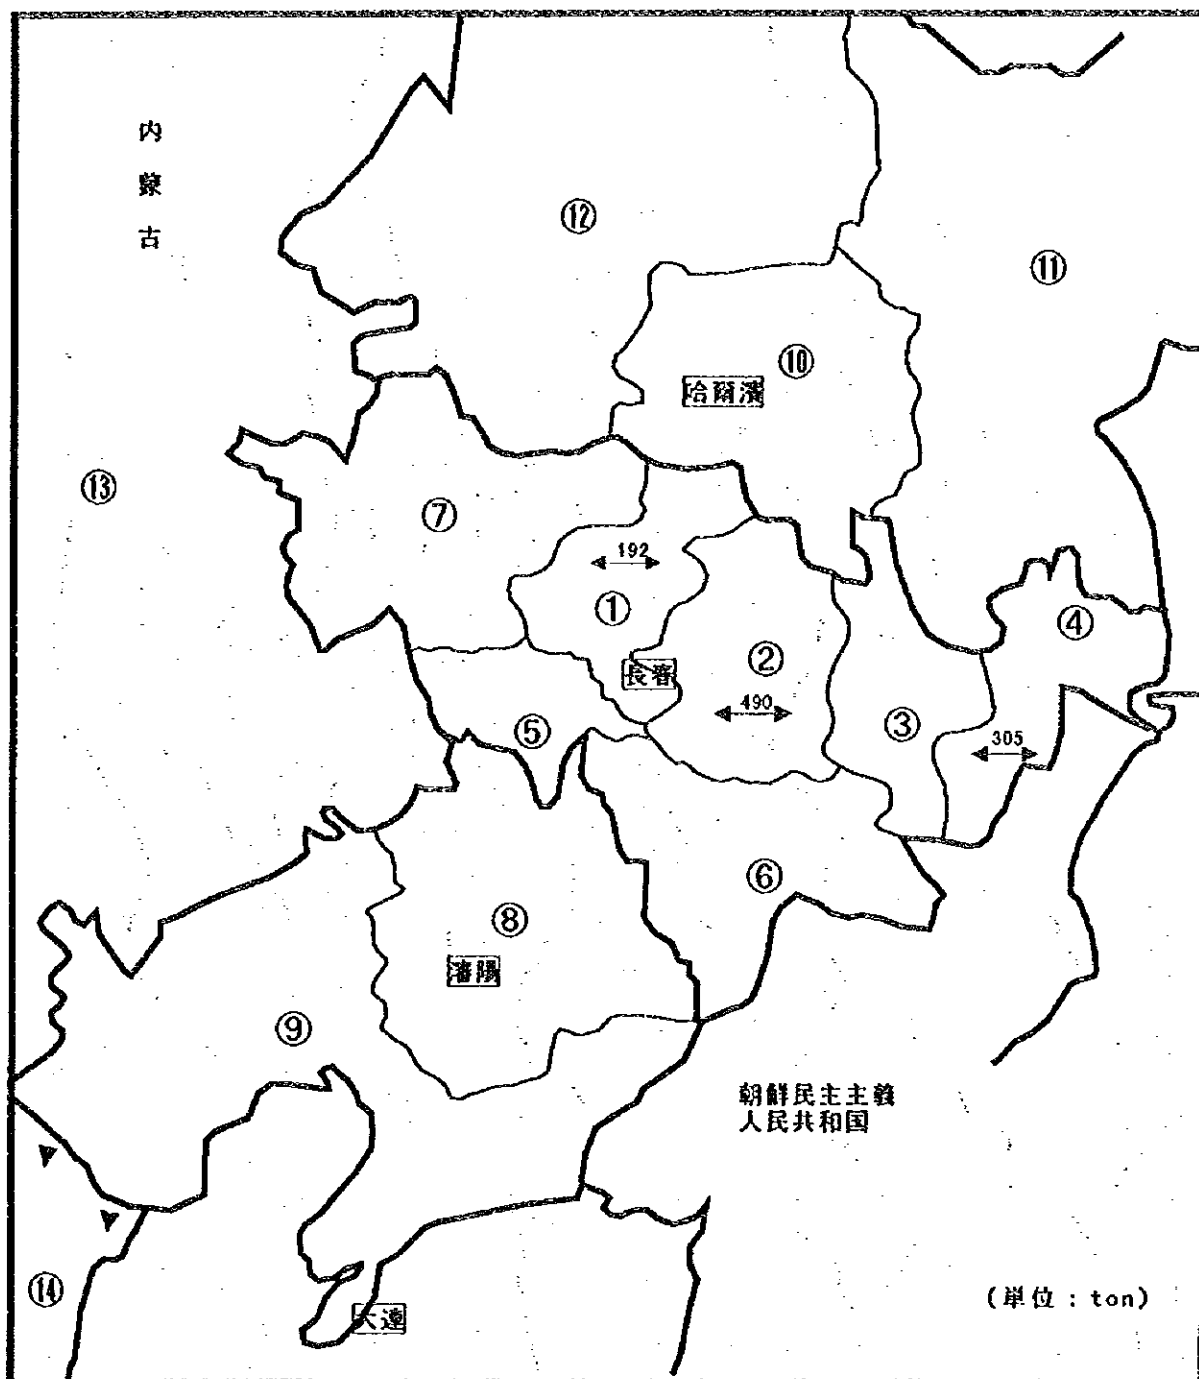 内
蒙
古
⑫
⑪
⑩
哈爾濱
⑬
⑦
192
①
④
②
長春
490
③
⑤
305
⑥
⑧
瀋陽
⑨
朝鮮民主主義
人民共和国
⑭
(単位：ton)
大連